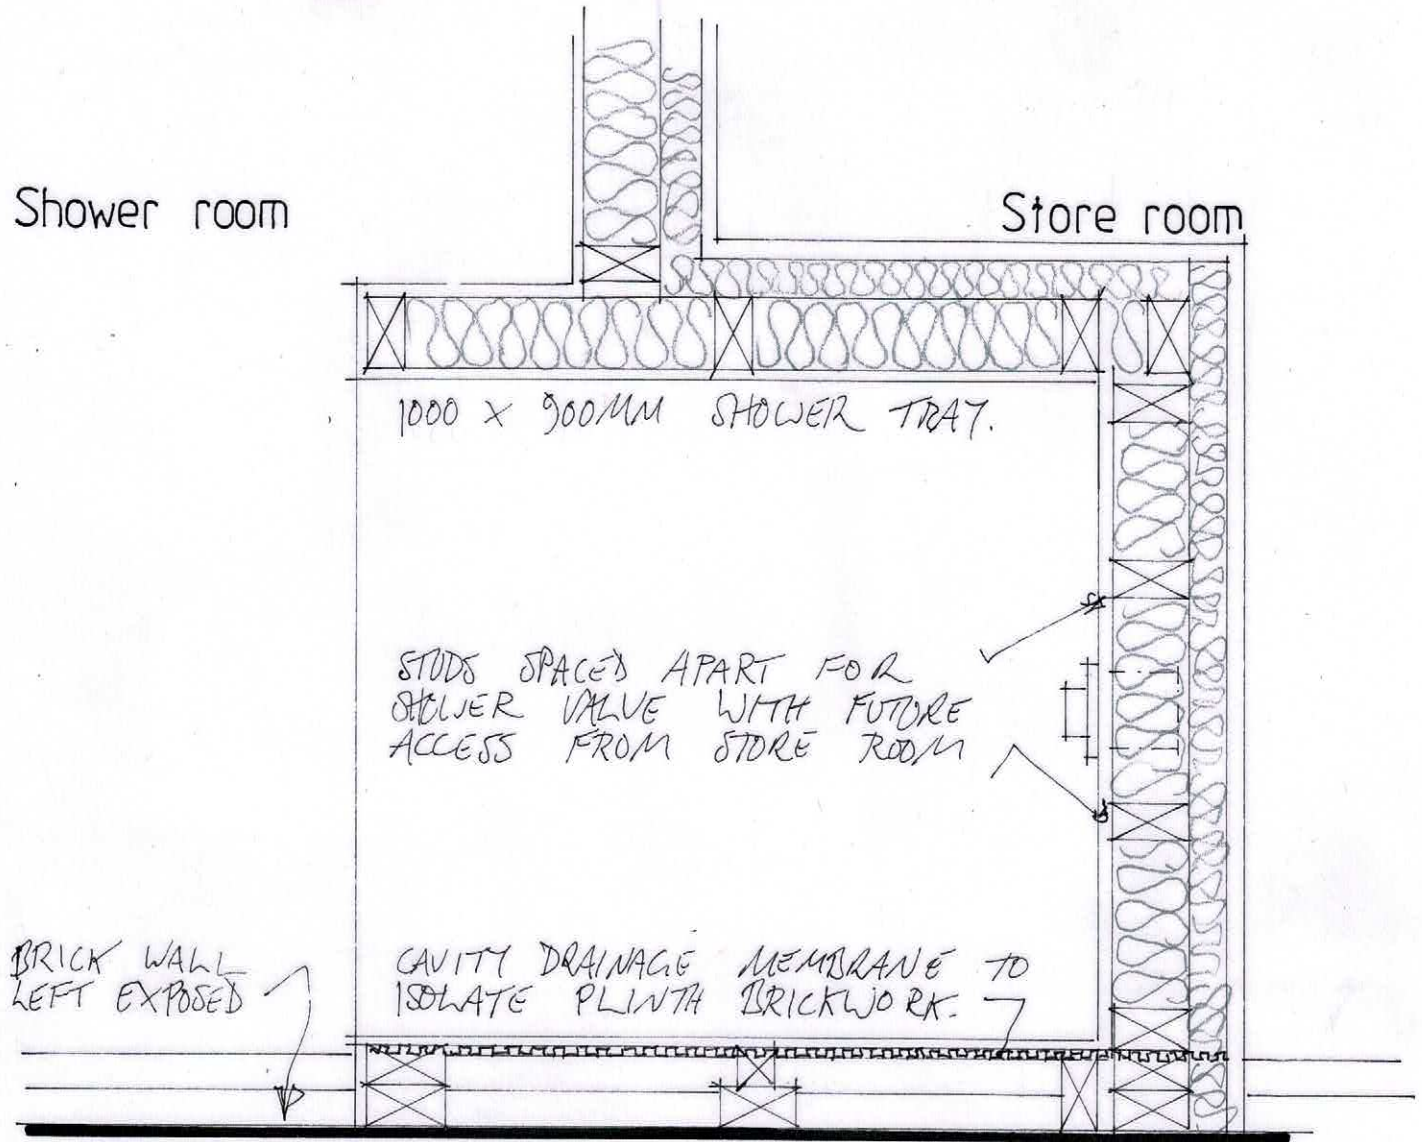 Shower room
Store room
1000 X 900MM SHOWER TRAY.
STUDS SPACED APART FOR
SHOWER VALVE WITH FUTURE
ACCESS FROM STORE ROOM
BRICK WALL
LEFT EXPOSED
CAVITY DRAINAGE MEMBRANE TO
ISOLATE PLINTH BRICKWORK.